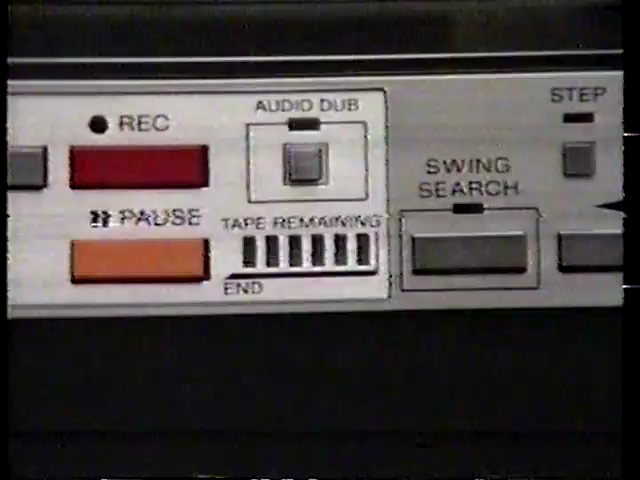 AUDIO DUB
STEP
REC
SWING
SEARCH
PAUSE
TAPE REMAINING
END